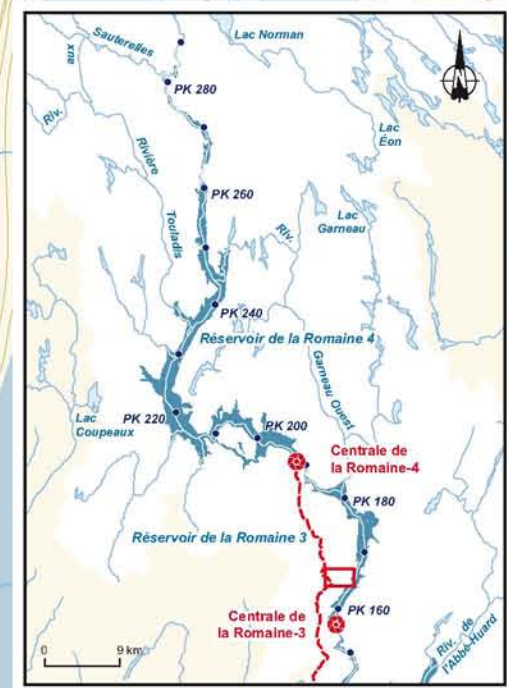 Sauterelles
Lac Norman
N
PK 280
xux
Riv.
Lac
Éon
Rivière
Touladis
PK 260
Lac
Garneau
Riv.
PK 240
Réservoir de la Romaine 4
Garneau Ouest
PK 220
PK 200
Lac
Coupeaux
Centrale de
la Romaine-4
PK 180
Réservoir de la Romaine 3
PK 160
Centrale de
la Romaine-3
Riv. de
l'Abbé-Huard
0
9 km